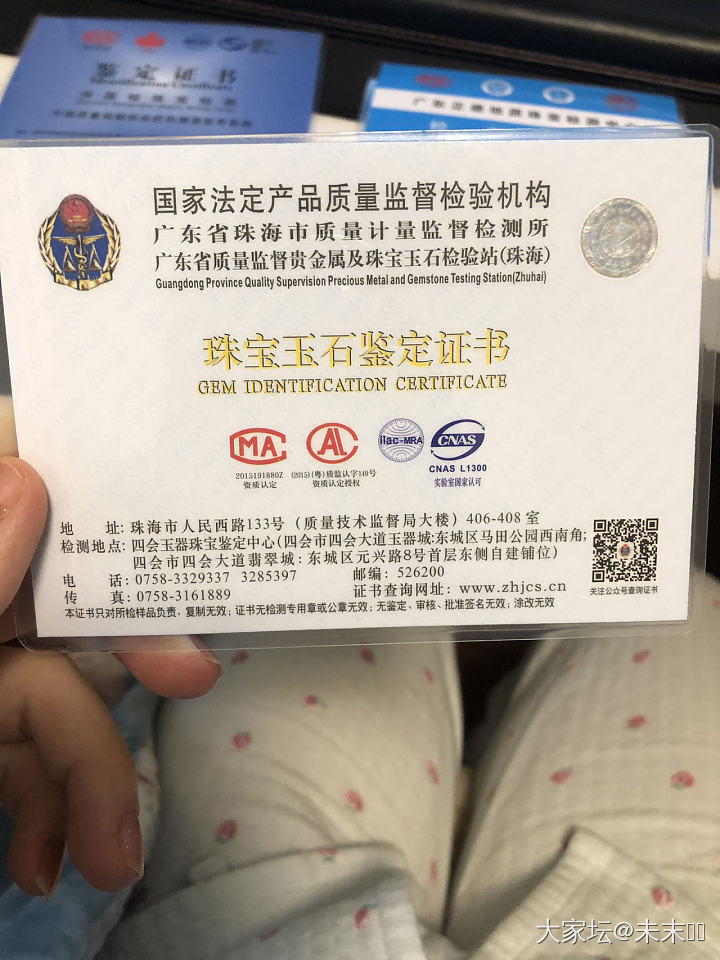 鉴定证书
Identification Certificate
国家法定产品质量监督检验机构
广东省珠海市质量计量监督检测所
广东省质量监督贵金属及珠宝玉石检验站(珠海)
Guangdong Province Quality Supervision Precious Metal and Gemstone Testing Station(Zhuhai)
珠宝玉石鉴定证书
GEM IDENTIFICATION CERTIFICATE
MA
AL
ilac-MRA
CNAS
CNAS L1300
2015191880Z
(2015)(粤)质监认字149号
实验室国家认可
资质认定
资质认定授权
地 址: 珠海市人民西路133号（质量技术监督局大楼）406-408室
检测地点: 四会玉器珠宝鉴定中心(四会市四会大道玉器城:东城区马田公园西南角;
四会市四会大道翡翠城: 东城区元兴路8号首层东侧自建铺位)
电 话: 0758-3329337 3285397
邮编: 526200
传 真: 0758-3161889
证书查询网址: www.zhjcs.cn
关注公众号查询证书
本证书只对所检样品负责, 复制无效; 证书无检测专用章或公章无效; 无鉴定、审核、批准签名无效; 涂改无效
大家坛@未末